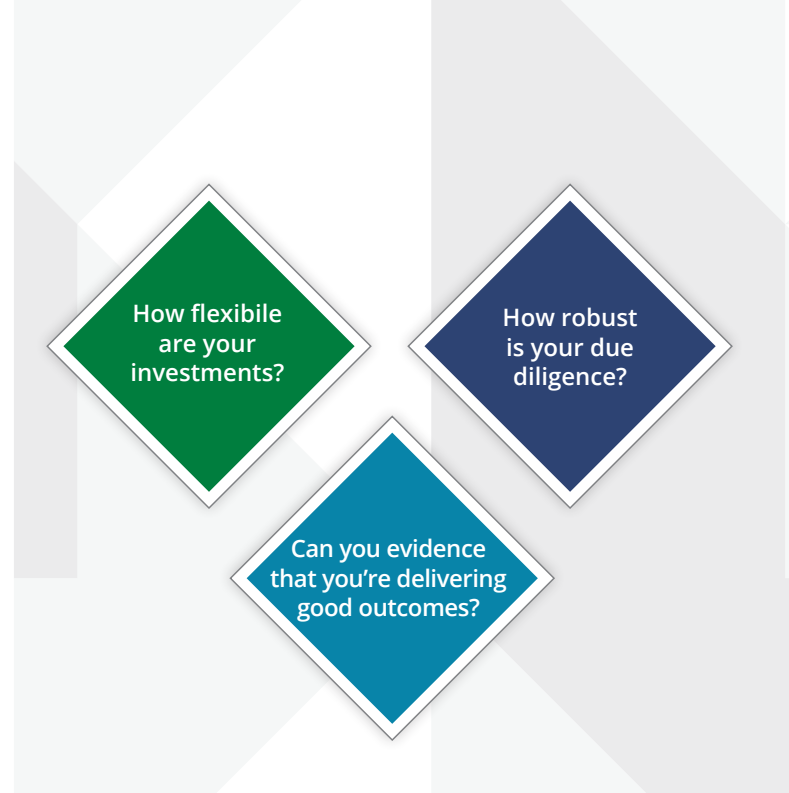 How flexibile
are your
investments?
How robust
is your due
diligence?
Can you evidence
that you’re delivering
good outcomes?